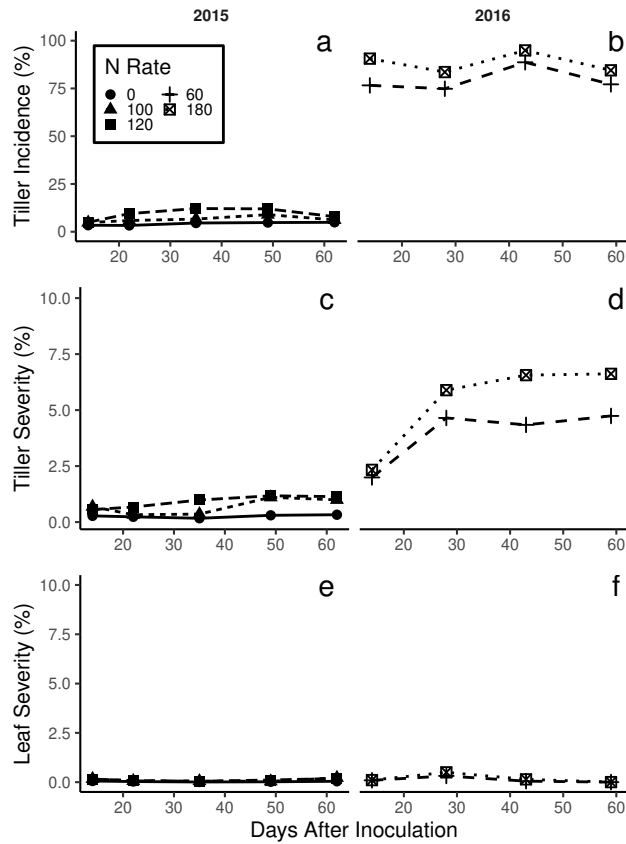 2015 2016
a b
Tiller Incidence (%)
100
75
50
25
0
N Rate
0 60
100 180
120
20 30 40 50 60 20 30 40 50 60
c d
Tiller Severity (%)
10.0
7.5
5.0
2.5
0.0
20 30 40 50 60 20 30 40 50 60
e f
Leaf Severity (%)
10.0
7.5
5.0
2.5
0.0
20 30 40 50 60 20 30 40 50 60
Days After Inoculation